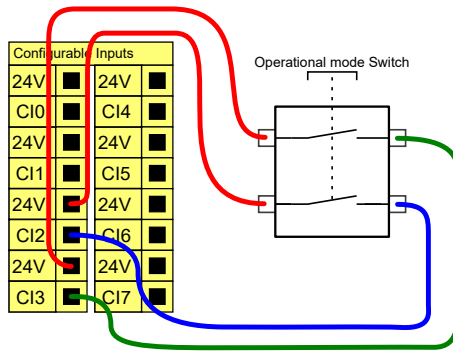 Configurable Inputs
Operational mode Switch
24V 24V
CI0 CI4
24V 24V
CI1 CI5
24V 24V
CI2 CI6
24V 24V
CI3 CI7